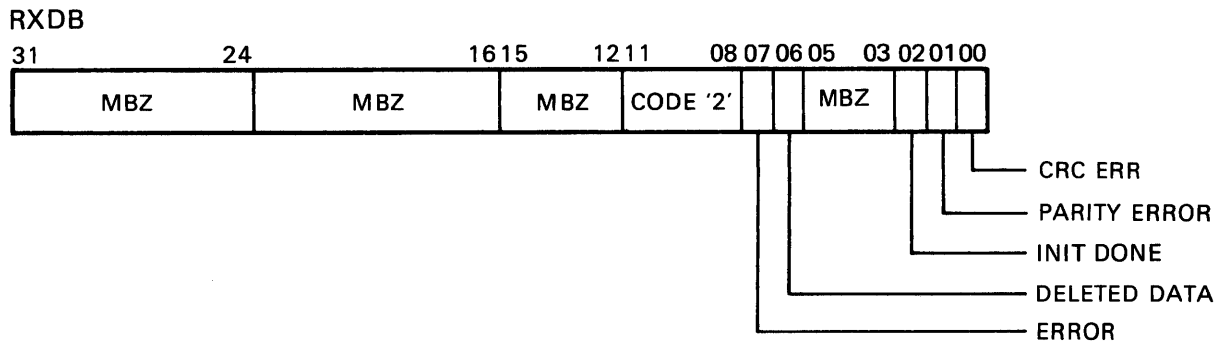 RXDB
31 24 16 15 12 11 08 07 06 05 03 02 01 00
MBZ MBZ MBZ CODE '2' MBZ
CRC ERR
PARITY ERROR
INIT DONE
DELETED DATA
ERROR